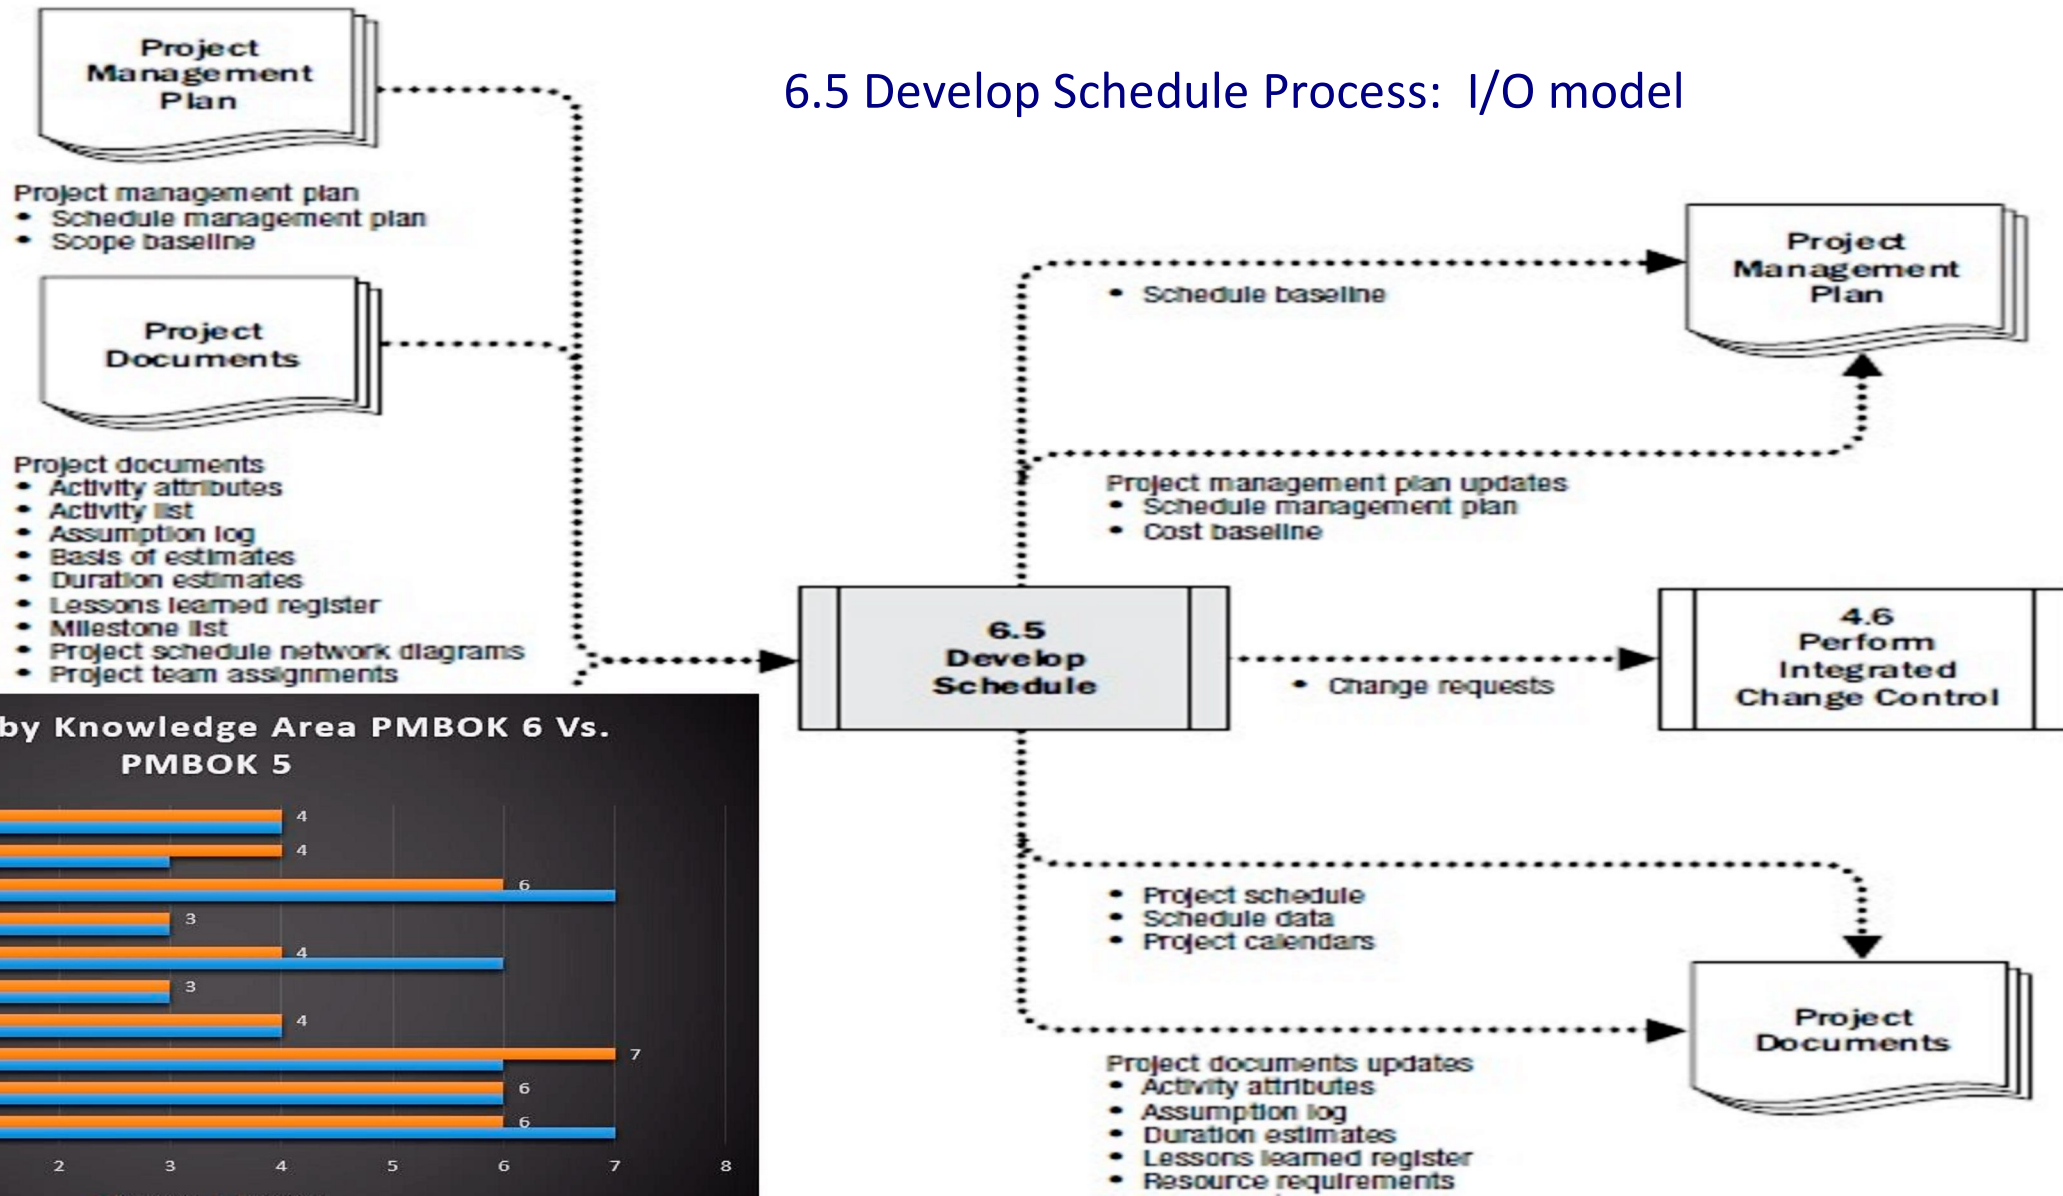 6.5 Develop Schedule Process: I/O model
Project
Management
Plan
Project management plan
• Schedule management plan
• Scope baseline
Project
Documents
Project documents
• Activity attributes
• Activity list
• Assumption log
• Basis of estimates
• Duration estimates
• Lessons learned register
• Milestone list
• Project schedule network diagrams
• Project team assignments
by Knowledge Area PMBOK 6 Vs.
PMBOK 5
4
4
6
3
4
3
4
7
6
6
2 3 4 5 6 7 8
6.5
Develop
Schedule
• Schedule baseline
Project
Management
Plan
Project management plan updates
• Schedule management plan
• Cost baseline
• Change requests
4.6
Perform
Integrated
Change Control
• Project schedule
• Schedule data
• Project calendars
Project
Documents
Project documents updates
• Activity attributes
• Assumption log
• Duration estimates
• Lessons learned register
• Resource requirements